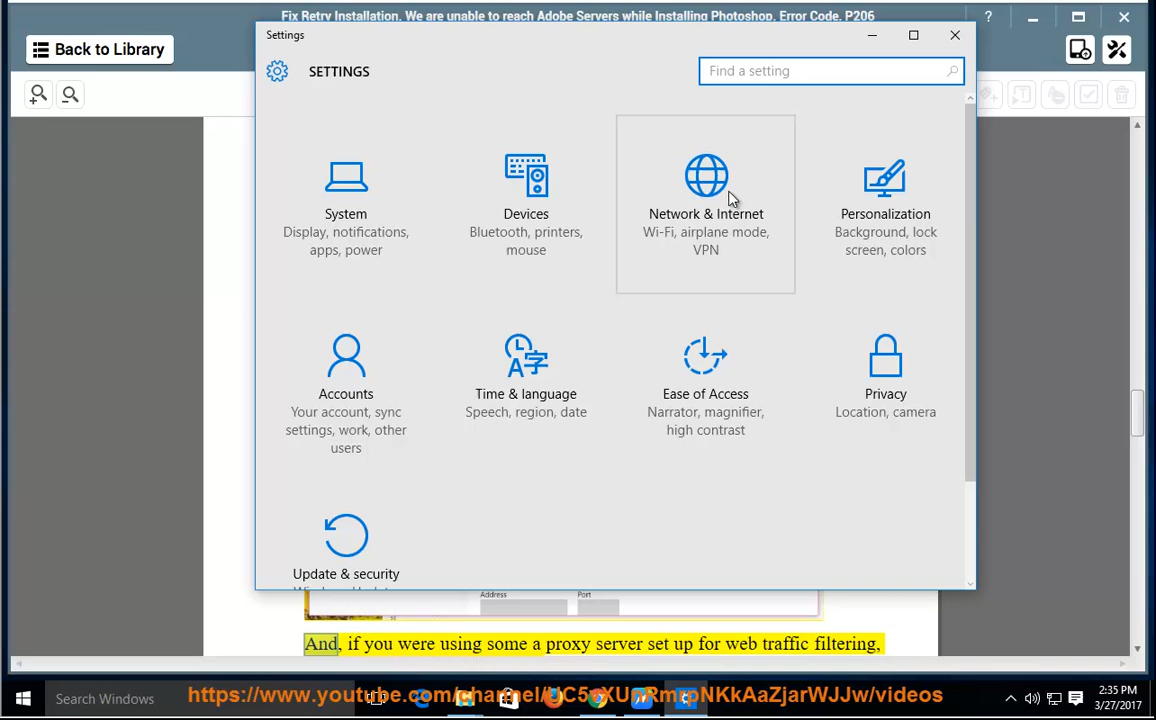 Fix Retry Installation. We are unable to reach Adobe Servers while Installing Photoshop. Error Code. P206
?
Settings
Back to Library
SETTINGS
Find a setting
System
Display, notifications,
apps, power
Devices
Bluetooth, printers,
mouse
Network & Internet
Wi-Fi, airplane mode,
VPN
Personalization
Background, lock
screen, colors
Accounts
Your account, sync
settings, work, other
users
Time & language
Speech, region, date
Ease of Access
Narrator, magnifier,
high contrast
Privacy
Location, camera
Update & security
Address Port
And, if you were using some a proxy server set up for web traffic filtering,
Search Windows
2:35 PM
3/27/2017